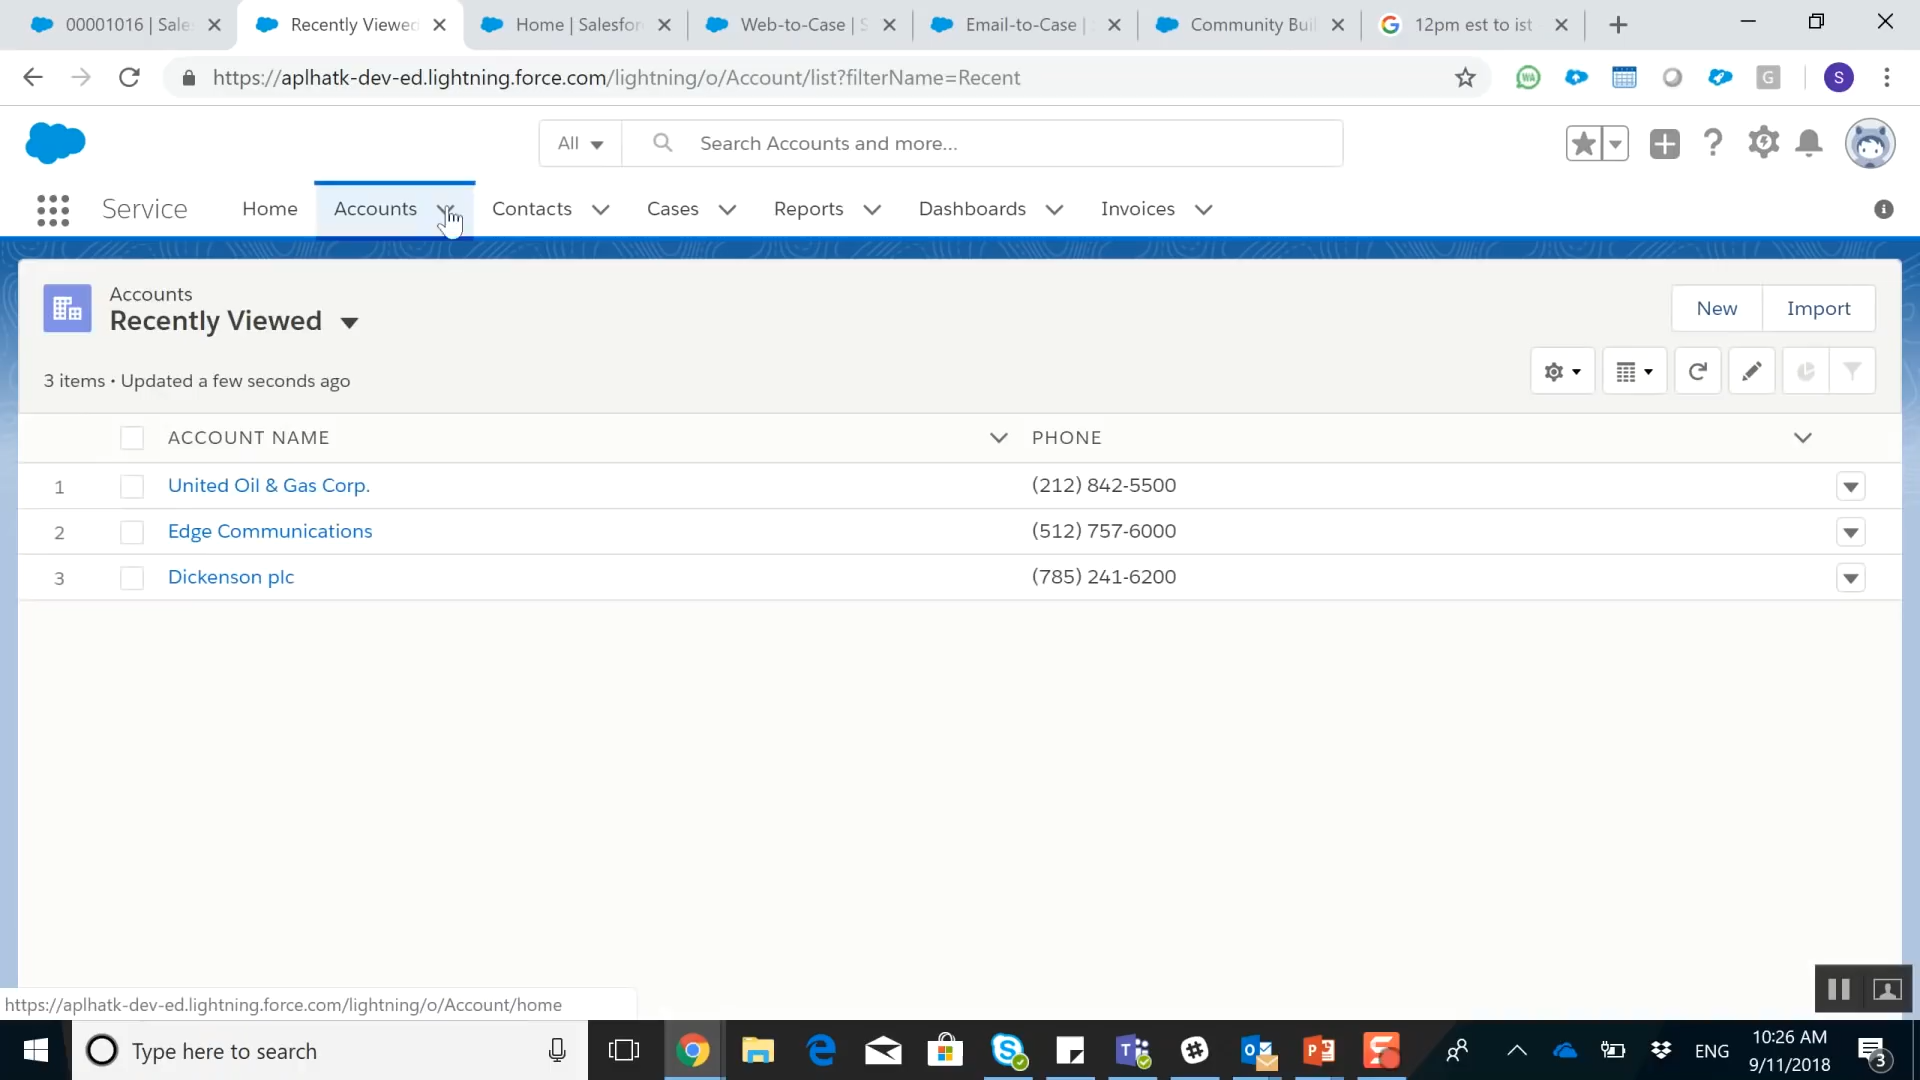 00001016 | Sale
Recently Viewed
Home | Salesfor
Web-to-Case | S
Email-to-Case |
Community Buil
12pm est to ist
https://aplhatk-dev-ed.lightning.force.com/lightning/o/Account/list?filterName=Recent
WA
G
S
All
Search Accounts and more...
Service
Home
Accounts
Contacts
Cases
Reports
Dashboards
Invoices
Accounts
Recently Viewed
New
Import
3 items • Updated a few seconds ago
ACCOUNT NAME
PHONE
1 United Oil & Gas Corp. (212) 842-5500
2 Edge Communications (512) 757-6000
3 Dickenson plc (785) 241-6200
https://aplhatk-dev-ed.lightning.force.com/lightning/o/Account/home
Type here to search
ENG
10:26 AM
9/11/2018
3